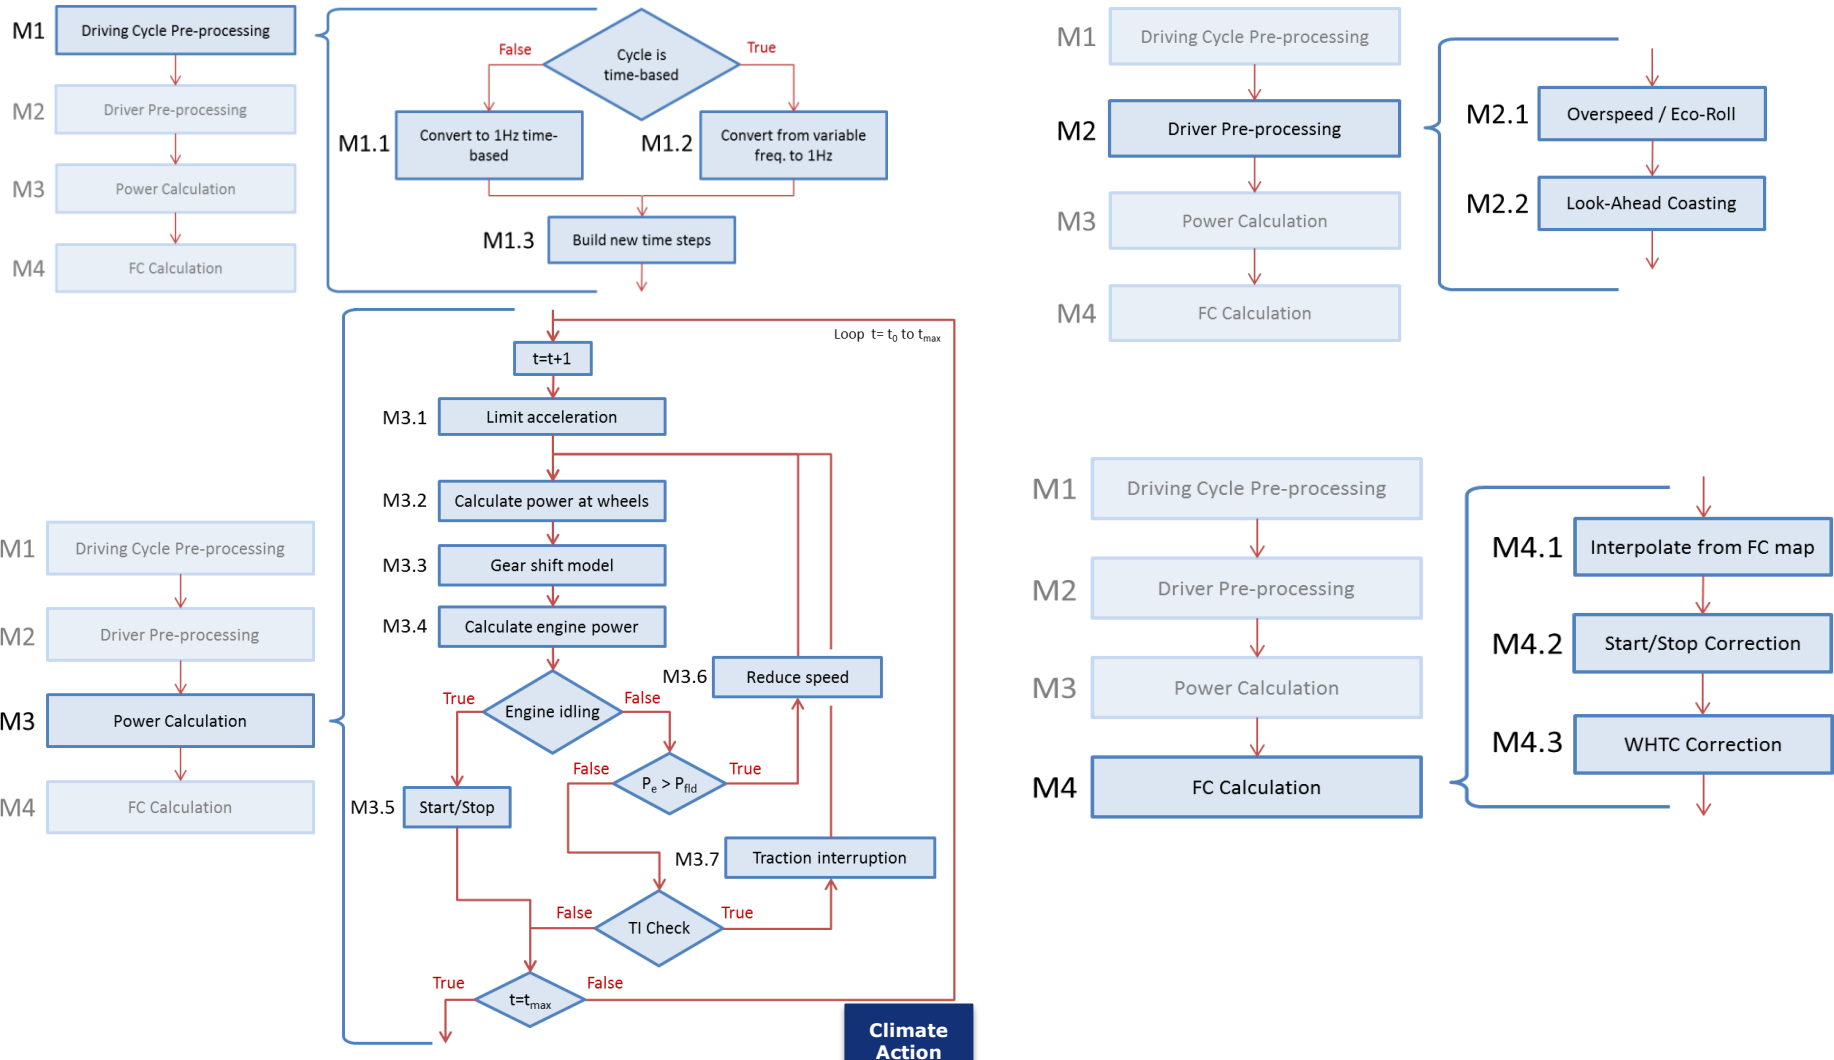 M1
Driving Cycle Pre-processing
M2
Driver Pre-processing
M3
Power Calculation
M4
FC Calculation
Cycle is
time-based
False
True
M1.1
Convert to 1Hz time-
based
M1.2
Convert from variable
freq. to 1Hz
M1.3
Build new time steps
M1
Driving Cycle Pre-processing
M2
Driver Pre-processing
M3
Power Calculation
M4
FC Calculation
M2.1
Overspeed / Eco-Roll
M2.2
Look-Ahead Coasting
M1
Driving Cycle Pre-processing
M2
Driver Pre-processing
M3
Power Calculation
M4
FC Calculation
Loop t= t0 to tmax
t=t+1
M3.1
Limit acceleration
M3.2
Calculate power at wheels
M3.3
Gear shift model
M3.4
Calculate engine power
True
Engine idling
False
M3.6
Reduce speed
False
Pe > Pfld
True
M3.5
Start/Stop
M3.7
Traction interruption
False
TI Check
True
True
t=tmax
False
Climate
Action
M1
Driving Cycle Pre-processing
M2
Driver Pre-processing
M3
Power Calculation
M4
FC Calculation
M4.1
Interpolate from FC map
M4.2
Start/Stop Correction
M4.3
WHTC Correction